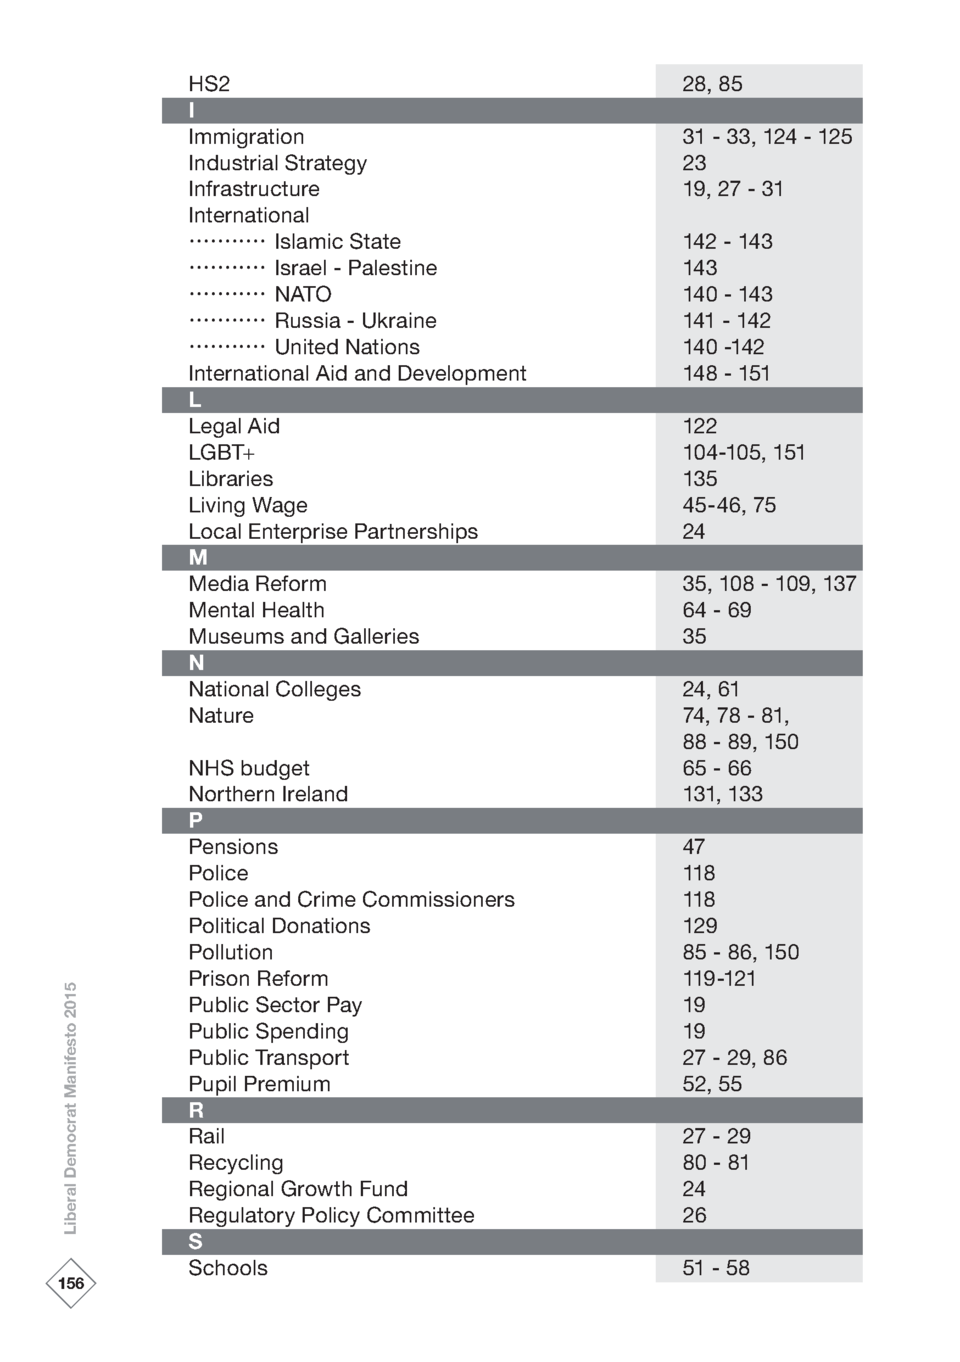 HS2 28, 85
I
Immigration 31 - 33, 124 - 125
Industrial Strategy 23
Infrastructure 19, 27 - 31
International
........... Islamic State 142 - 143
........... Israel - Palestine 143
........... NATO 140 - 143
........... Russia - Ukraine 141 - 142
........... United Nations 140 -142
International Aid and Development 148 - 151
L
Legal Aid 122
LGBT+ 104-105, 151
Libraries 135
Living Wage 45-46, 75
Local Enterprise Partnerships 24
M
Media Reform 35, 108 - 109, 137
Mental Health 64 - 69
Museums and Galleries 35
N
National Colleges 24, 61
Nature 74, 78 - 81,
88 - 89, 150
NHS budget 65 - 66
Northern Ireland 131, 133
P
Pensions 47
Police 118
Police and Crime Commissioners 118
Political Donations 129
Pollution 85 - 86, 150
Prison Reform 119-121
Public Sector Pay 19
Public Spending 19
Public Transport 27 - 29, 86
Pupil Premium 52, 55
R
Rail 27 - 29
Recycling 80 - 81
Regional Growth Fund 24
Regulatory Policy Committee 26
S
Schools 51 - 58
Liberal Democrat Manifesto 2015
156